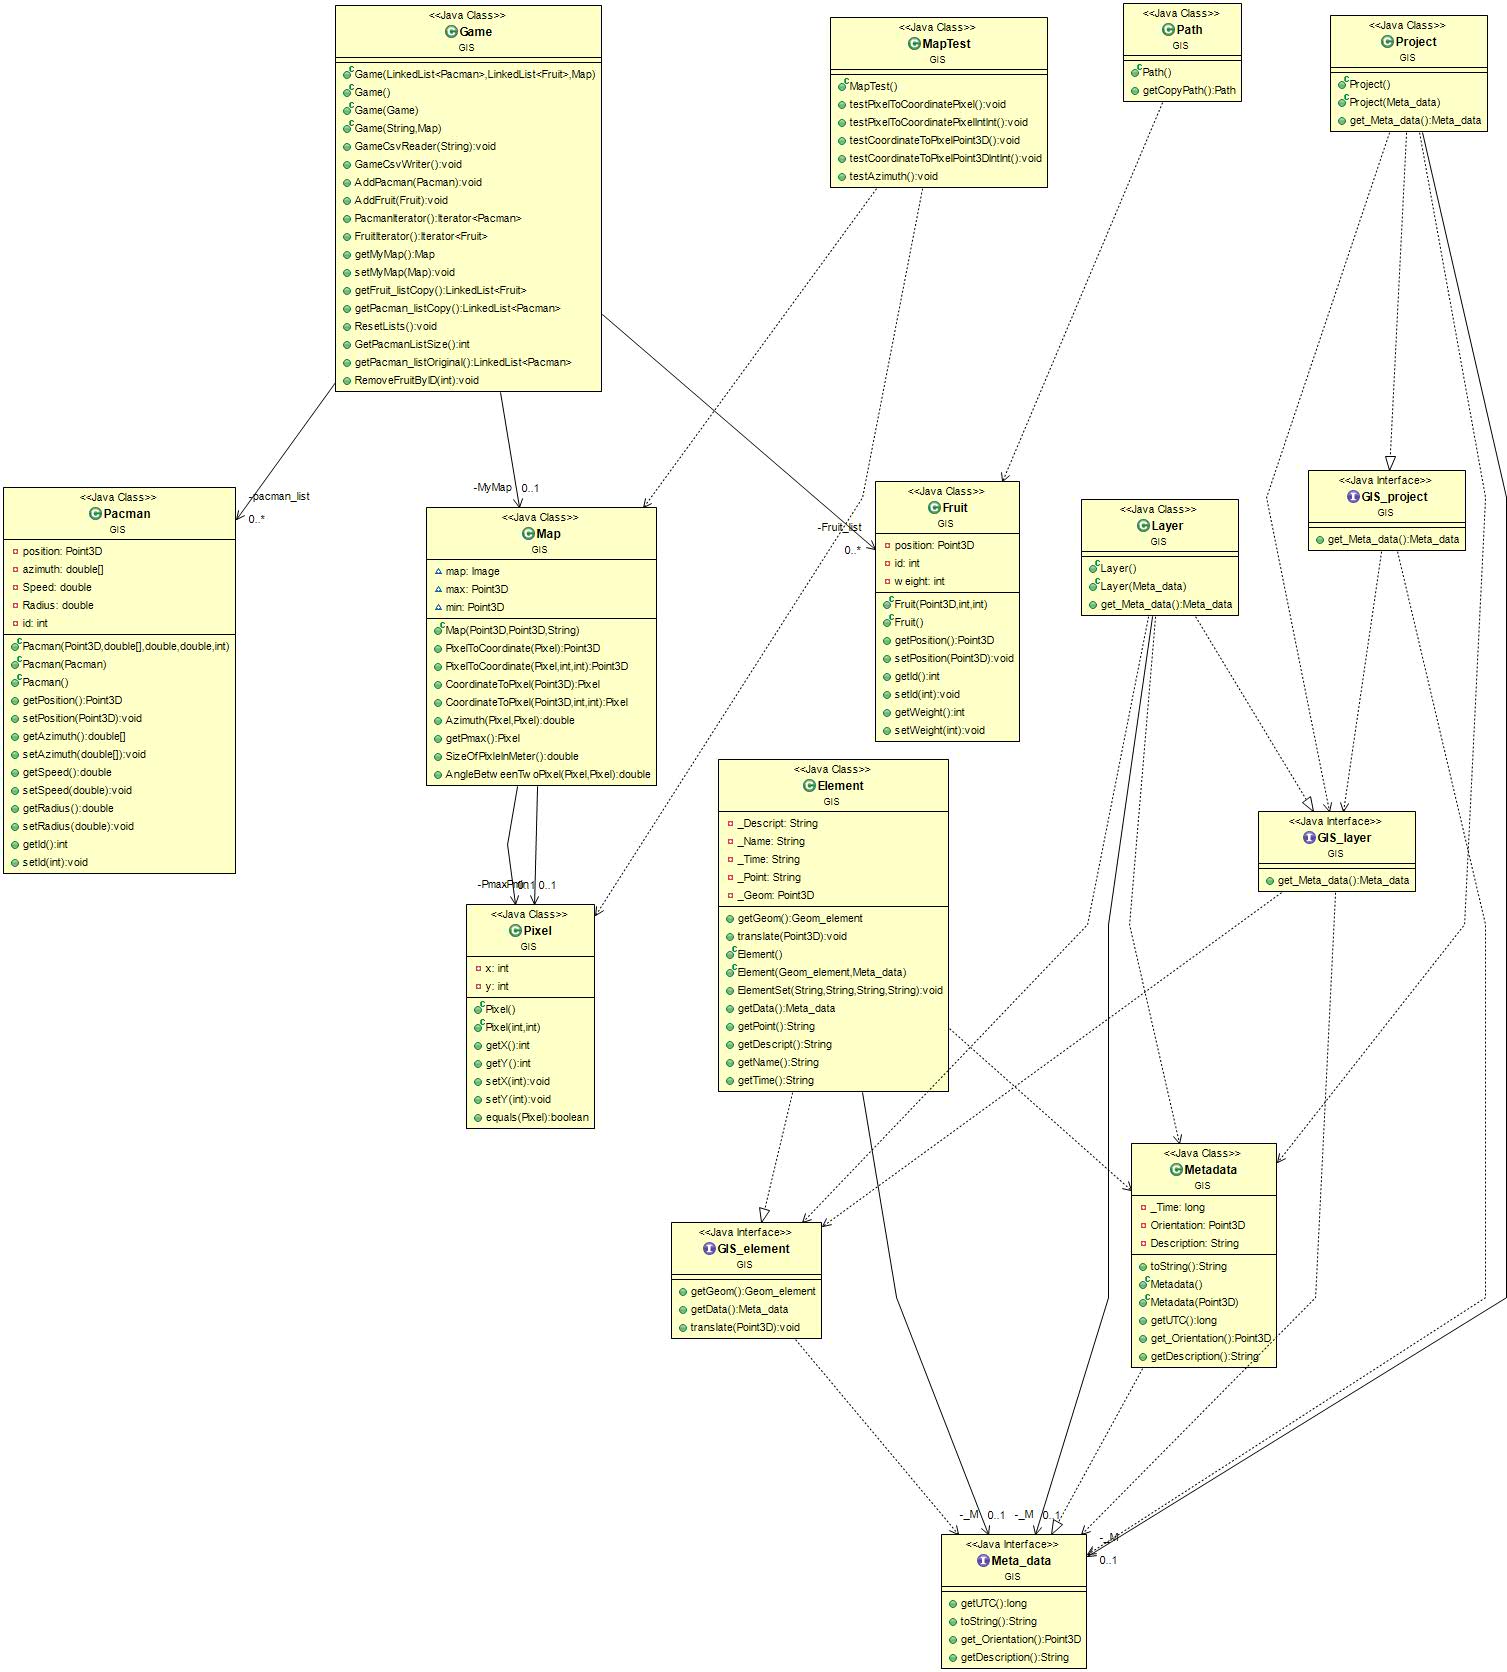 <<Java Class>>
Game
GIS
Game(LinkedList<Pacman>,LinkedList<Fruit>,Map)
Game()
Game(Game)
Game(String,Map)
GameCsvReader(String):void
GameCsvWriter():void
AddPacman(Pacman):void
AddFruit(Fruit):void
PacmanIterator():Iterator<Pacman>
FruitIterator():Iterator<Fruit>
getMyMap():Map
setMyMap(Map):void
getFruit_listCopy():LinkedList<Fruit>
getPacman_listCopy():LinkedList<Pacman>
ResetLists():void
GetPacmanListSize():int
getPacman_listOriginal():LinkedList<Pacman>
RemoveFruitByID(int):void
<<Java Class>>
MapTest
GIS
MapTest()
testPixelToCoordinatePixel():void
testPixelToCoordinatePixelIntInt():void
testCoordinateToPixelPoint3D():void
testCoordinateToPixelPoint3DIntInt():void
testAzimuth():void
<<Java Class>>
Path
GIS
Path()
getCopyPath():Path
<<Java Class>>
Project
GIS
Project()
Project(Meta_data)
get_Meta_data():Meta_data
-pacman_list
0..*
-MyMap 0..1
-Fruit_list
0..*
<<Java Class>>
Pacman
GIS
position: Point3D
azimuth: double[]
Speed: double
Radius: double
id: int
Pacman(Point3D,double[],double,double,int)
Pacman(Pacman)
Pacman()
getPosition():Point3D
setPosition(Point3D):void
getAzimuth():double[]
setAzimuth(double[]):void
getSpeed():double
setSpeed(double):void
getRadius():double
setRadius(double):void
getId():int
setId(int):void
<<Java Class>>
Map
GIS
map: Image
max: Point3D
min: Point3D
Map(Point3D,Point3D,String)
PixelToCoordinate(Pixel):Point3D
PixelToCoordinate(Pixel,int,int):Point3D
CoordinateToPixel(Point3D):Pixel
CoordinateToPixel(Point3D,int,int):Pixel
Azimuth(Pixel,Pixel):double
getPmax():Pixel
SizeOfPixleInMeter():double
AngleBetweenTwoPixel(Pixel,Pixel):double
<<Java Class>>
Fruit
GIS
position: Point3D
id: int
weight: int
Fruit(Point3D,int,int)
Fruit()
getPosition():Point3D
setPosition(Point3D):void
getId():int
setId(int):void
getWeight():int
setWeight(int):void
<<Java Class>>
Layer
GIS
Layer()
Layer(Meta_data)
get_Meta_data():Meta_data
<<Java Interface>>
GIS_project
GIS
get_Meta_data():Meta_data
<<Java Interface>>
GIS_layer
GIS
get_Meta_data():Meta_data
-Pmax 0..1
<<Java Class>>
Pixel
GIS
x: int
y: int
Pixel()
Pixel(int,int)
getX():int
getY():int
setX(int):void
setY(int):void
equals(Pixel):boolean
<<Java Class>>
Element
GIS
_Descript: String
_Name: String
_Time: String
_Point: String
_Geom: Point3D
getGeom():Geom_element
translate(Point3D):void
Element()
Element(Geom_element,Meta_data)
ElementSet(String,String,String,String):void
getData():Meta_data
getPoint():String
getDescript():String
getName():String
getTime():String
<<Java Class>>
Metadata
GIS
_Time: long
Orientation: Point3D
Description: String
toString():String
Metadata()
Metadata(Point3D)
getUTC():long
get_Orientation():Point3D
getDescription():String
<<Java Interface>>
GIS_element
GIS
getGeom():Geom_element
getData():Meta_data
translate(Point3D):void
-_M 0..1
-_M 0..1
-_M
0..1
<<Java Interface>>
Meta_data
GIS
getUTC():long
toString():String
get_Orientation():Point3D
getDescription():String